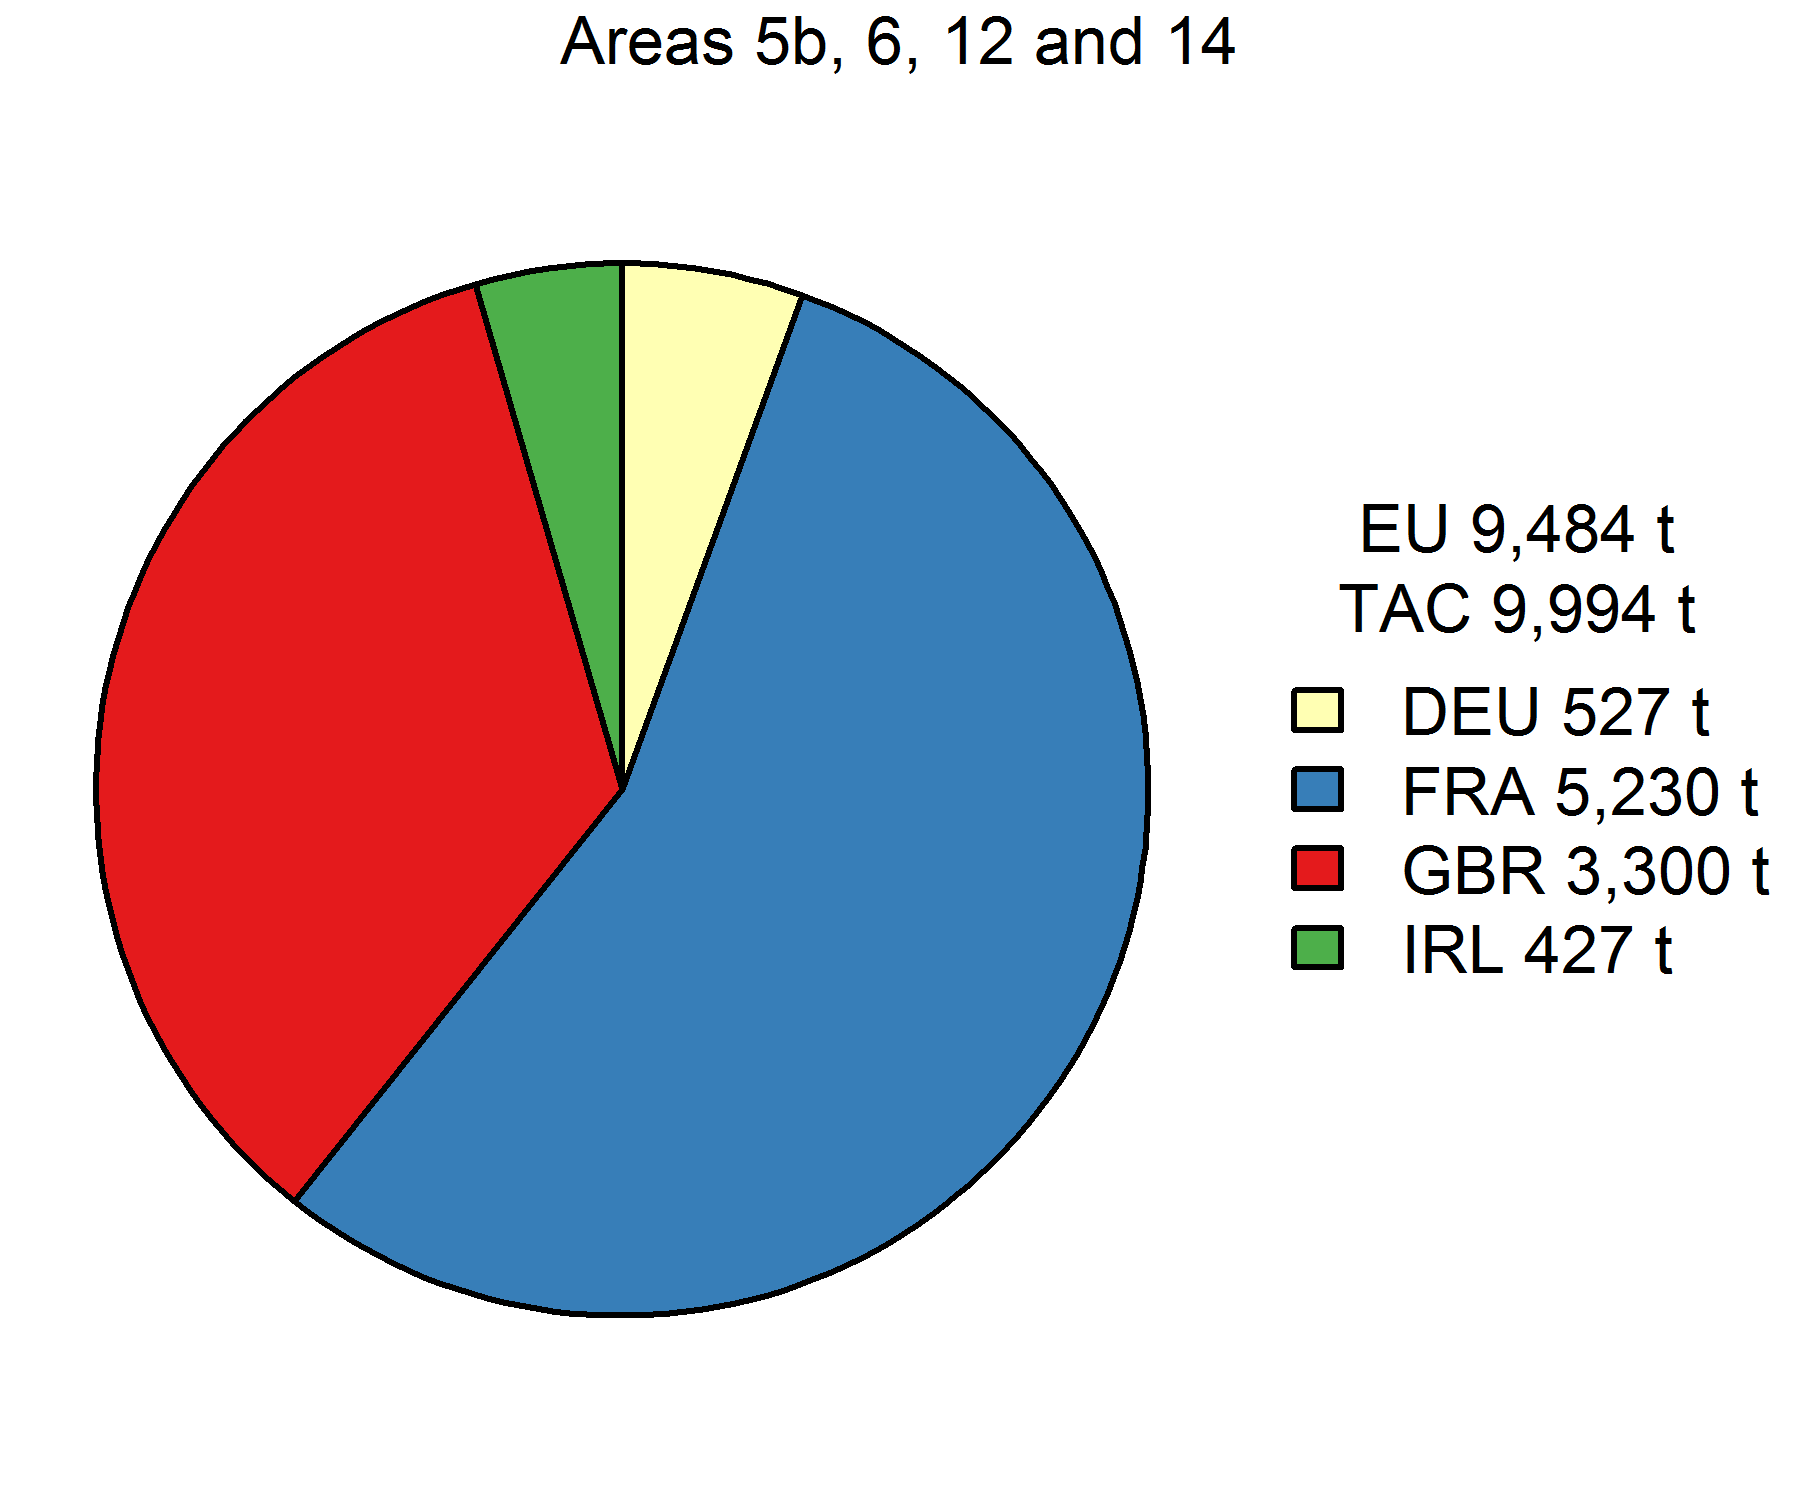 Areas 5b, 6, 12 and 14
EU 9,484 t
TAC 9,994 t
DEU 527 t
FRA 5,230 t
GBR 3,300 t
IRL 427 t